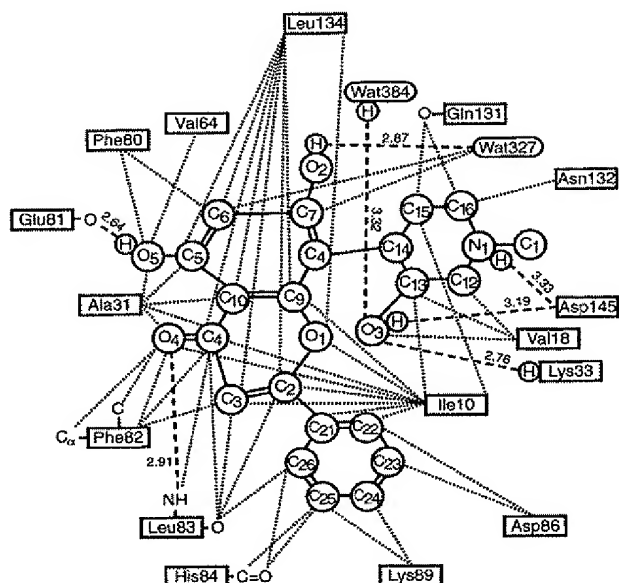 Leu134
Wat384
H
O Gln131
Val64
Phe80
H 2.87 Wat327
O2
Asn132
Glu81 O 2.64 H
C6 C7 C15 C16
3.32
O5 C5 C4 C14 N1 C1
H
C13 C12 3.33
C10 C9
Ala31 3.19 Asp145
O4 C4 O1 O3 H
Val18
2.76 H Lys33
C3 C2
C Ile10
Cα Phe82 C21 C22
2.91 C26 C23
NH C25 C24
Leu83 O Asp86
His84 C=O Lys89